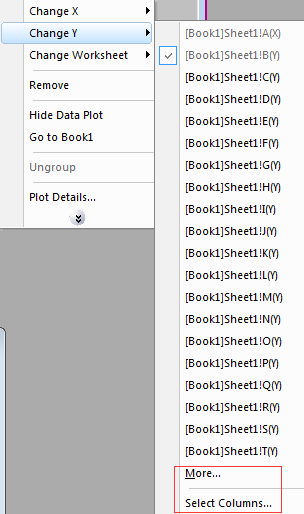 Change X
Change Y
Change Worksheet
Remove
Hide Data Plot
Go to Book1
Ungroup
Plot Details...
[Book1]Sheet1!A(X)
[Book1]Sheet1!B(Y)
[Book1]Sheet1!C(Y)
[Book1]Sheet1!D(Y)
[Book1]Sheet1!E(Y)
[Book1]Sheet1!F(Y)
[Book1]Sheet1!G(Y)
[Book1]Sheet1!H(Y)
[Book1]Sheet1!I(Y)
[Book1]Sheet1!J(Y)
[Book1]Sheet1!K(Y)
[Book1]Sheet1!L(Y)
[Book1]Sheet1!M(Y)
[Book1]Sheet1!N(Y)
[Book1]Sheet1!O(Y)
[Book1]Sheet1!P(Y)
[Book1]Sheet1!Q(Y)
[Book1]Sheet1!R(Y)
[Book1]Sheet1!S(Y)
[Book1]Sheet1!T(Y)
More...
Select Columns...